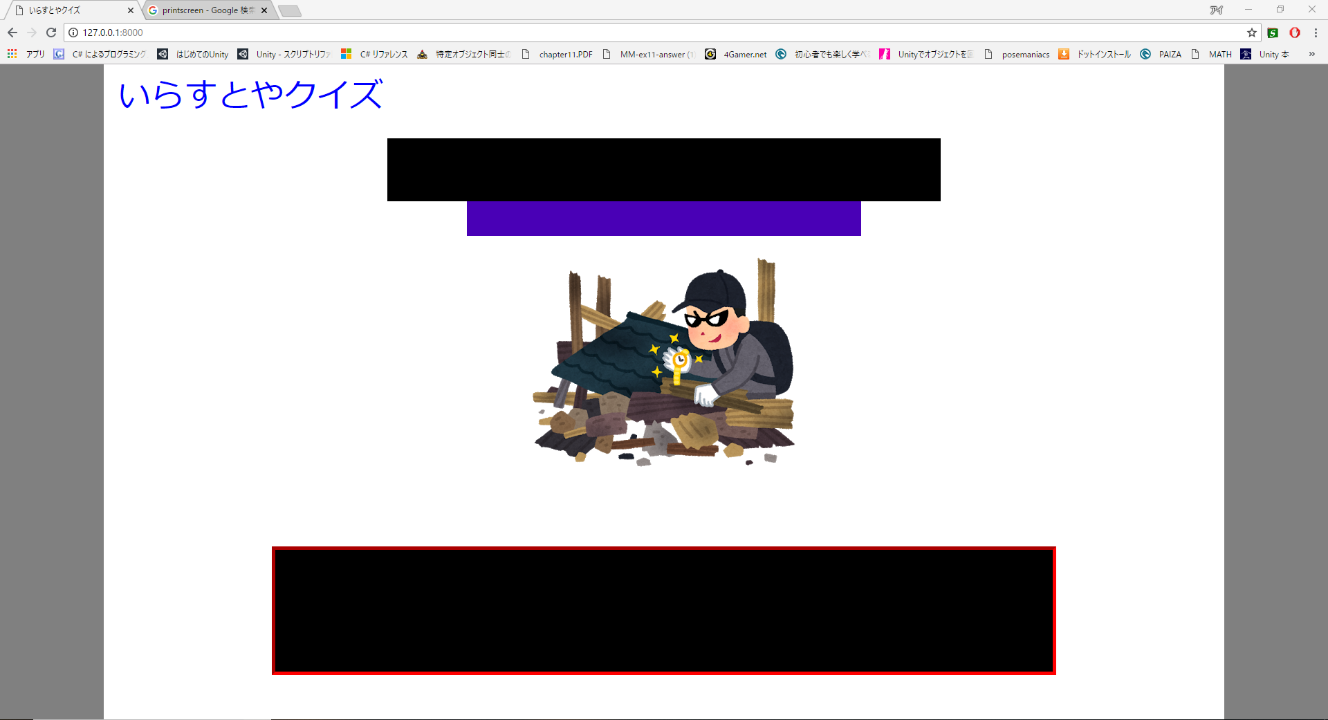 いらすとやクイズ
printscreen - Google 検索
127.0.0.1:8000
アプリ
C# によるプログラミング
はじめてのUnity
Unity - スクリプトリファ
C# リファレンス
特定オブジェクト同士の
chapter11.PDF
MM-ex11-answer (1
4Gamer.net
初心者でも楽しく学べ
Unityでオブジェクトを
posemaniacs
ドットインストール
PAIZA
MATH
Unity 本
»
いらすとやクイズ